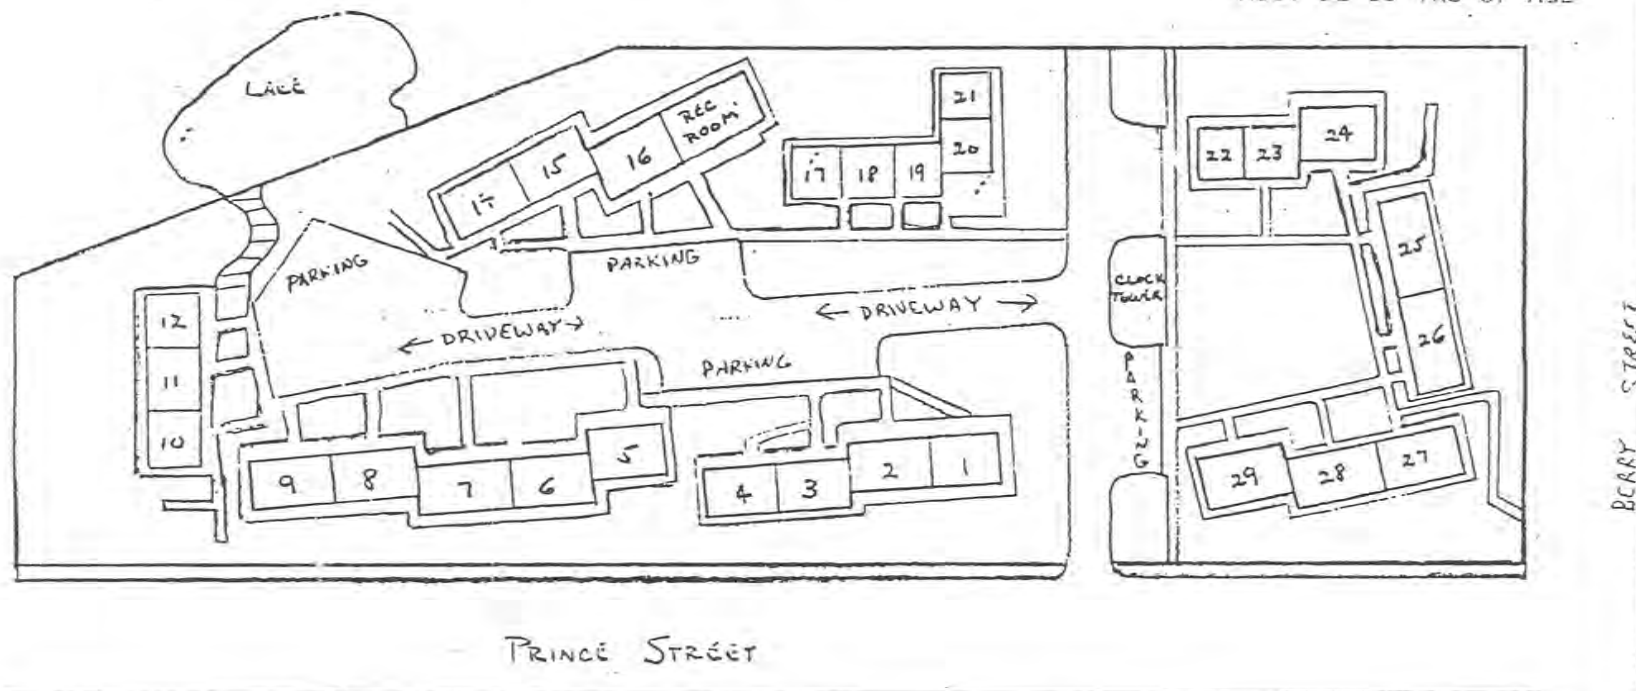 LAKE
REC
ROOM
21
20
14
15
16
17
18
19
22
23
24
25
26
PARKING
PARKING
CLOCK
TOWER
← DRIVEWAY →
← DRIVEWAY →
PARKING
PARKING
12
11
10
9
8
7
6
5
4
3
2
1
29
28
27
BERRY STREET
PRINCE STREET